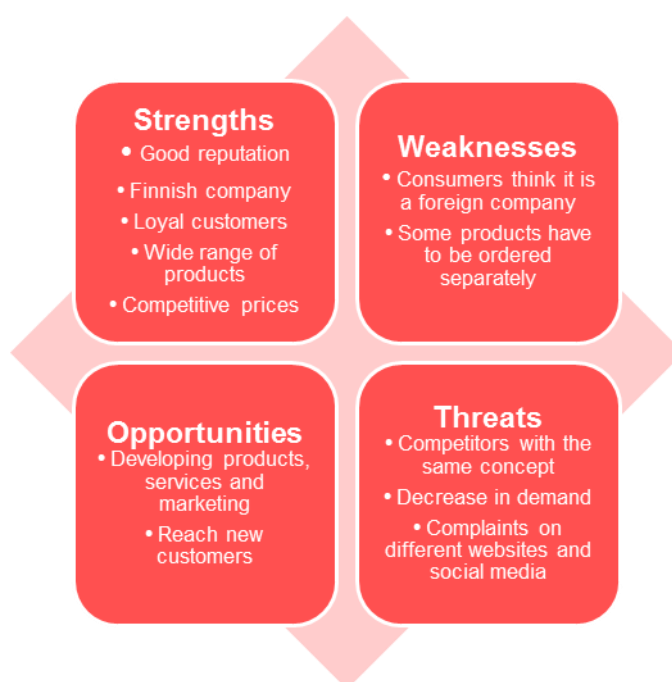 Strengths
• Good reputation
• Finnish company
• Loyal customers
• Wide range of
products
• Competitive prices
Weaknesses
• Consumers think it is
a foreign company
• Some products have
to be ordered
separately
Opportunities
• Developing products,
services and
marketing
• Reach new
customers
Threats
• Competitors with the
same concept
• Decrease in demand
• Complaints on
different websites and
social media